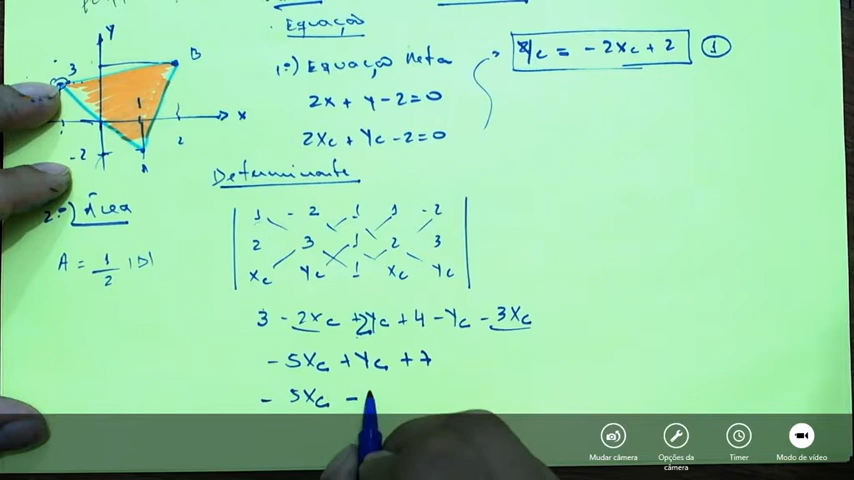 Equação
1º) Equação reta
2x + y - 2 = 0
2xc + yc - 2 = 0
yc = - 2xc + 2 1
y
B
3
1
x
2
-2
A
Determinante
1 -2 1 1 -2
2 3 1 2 3
xc yc 1 xc yc
2º) Área
A = 1/2 |D|
3 - 2xc + 2yc + 4 - yc - 3xc
- 5xc + yc + 7
- 5xc -
Mudar câmera
Opções da câmera
Timer
Modo de vídeo